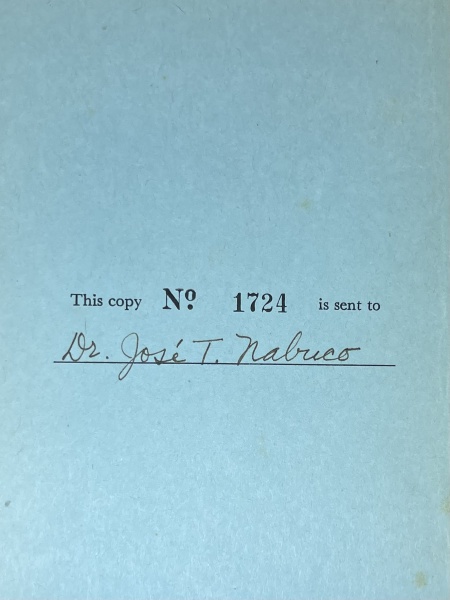 This copy Nº 1724 is sent to
Dr. José T. Nabuco